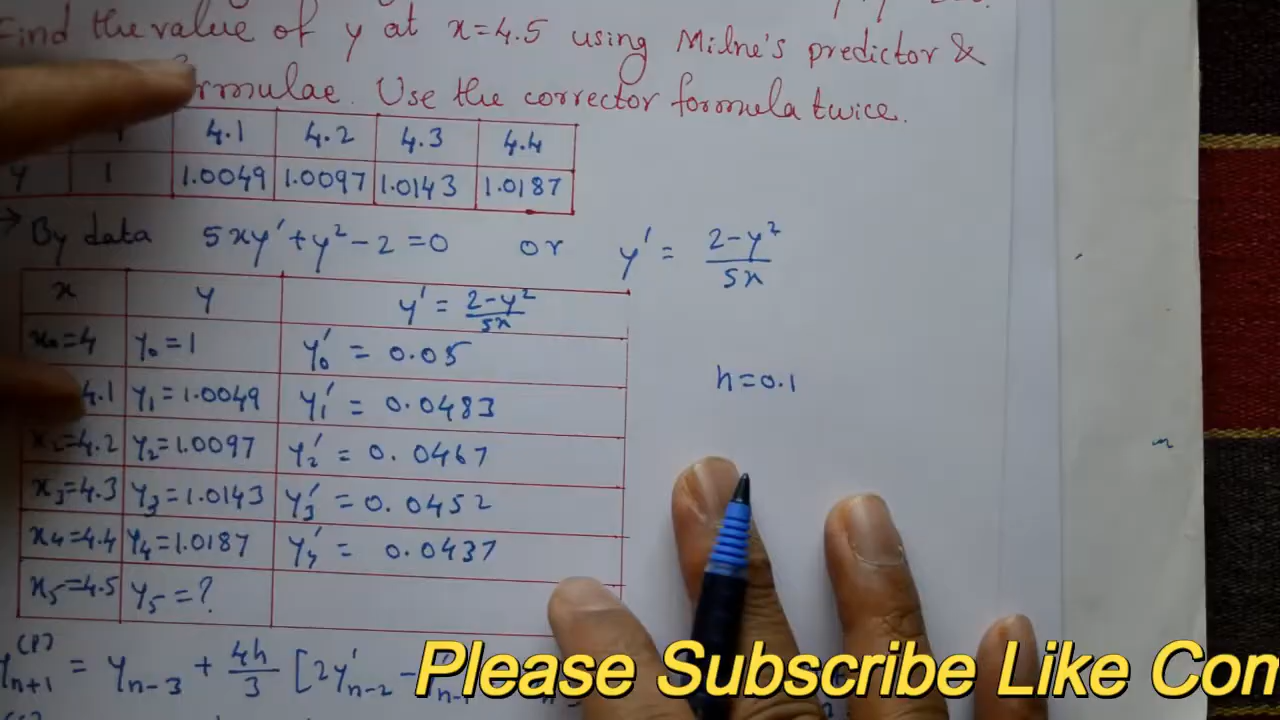 Find the value of y at x=4.5 using Milne's predictor &
formulae. Use the corrector formula twice.
4.1 4.2 4.3 4.4
y 1 1.0049 1.0097 1.0143 1.0187
→ By data 5xy' + y² - 2 = 0 or y' = (2-y²)/5x
x y y' = (2-y²)/5x
x₀=4 y₀=1 y₀' = 0.05
4.1 y₁=1.0049 y₁' = 0.0483
h=0.1
x₂=4.2 y₂=1.0097 y₂' = 0.0467
x₃=4.3 y₃=1.0143 y₃' = 0.0452
x₄=4.4 y₄=1.0187 y₄' = 0.0437
x₅=4.5 y₅=?
y_{n+1}^{(P)} = y_{n-3} + 4h/3 [2y'_{n-2} -
Please Subscribe Like Com